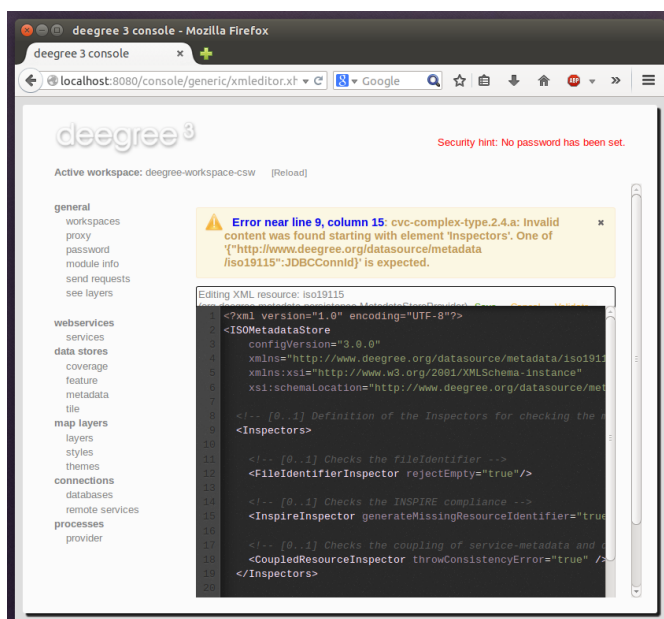 deegree 3 console - Mozilla Firefox
deegree 3 console ×
localhost:8080/console/generic/xmleditor.xh
Google
ABP
deegree 3
Security hint: No password has been set.
Active workspace: deegree-workspace-csw [Reload]
general
workspaces
proxy
password
module info
send requests
see layers
webservices
services
data stores
coverage
feature
metadata
tile
map layers
layers
styles
themes
connections
databases
remote services
processes
provider
Error near line 9, column 15: cvc-complex-type.2.4.a: Invalid
content was found starting with element 'Inspectors'. One of
'{"http://www.deegree.org/datasource/metadata
/iso19115":JDBCConnId}' is expected.
Editing XML resource: iso19115
(org.deegree.metadata.persistence.MetadataStoreProvider) Save Cancel Validate
1 <?xml version="1.0" encoding="UTF-8"?>
2 <ISOMetadataStore
3 configVersion="3.0.0"
4 xmlns="http://www.deegree.org/datasource/metadata/iso1911
5 xmlns:xsi="http://www.w3.org/2001/XMLSchema-instance"
6 xsi:schemaLocation="http://www.deegree.org/datasource/met
7
8 <!-- [0..1] Definition of the Inspectors for checking the m
9 <Inspectors>
10
11 <!-- [0..1] Checks the fileIdentifier -->
12 <FileIdentifierInspector rejectEmpty="true"/>
13
14 <!-- [0..1] Checks the INSPIRE compliance -->
15 <InspireInspector generateMissingResourceIdentifier="true
16
17 <!-- [0..1] Checks the coupling of service-metadata and d
18 <CoupledResourceInspector throwConsistencyError="true" />
19 </Inspectors>
20